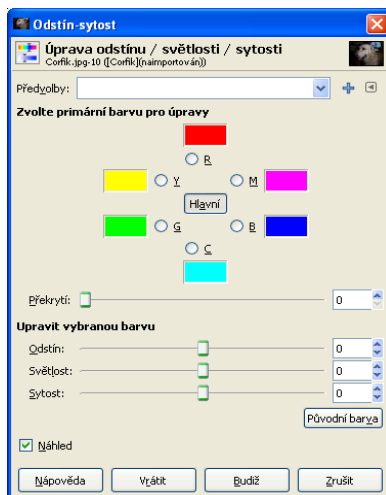 Odstín-sytost
Úprava odstínu / světlosti / sytosti
Corfik.jpg-10 ([Corfik](naimportován))
Předvolby:
Zvolte primární barvu pro úpravy
R
Y M
Hlavní
G B
C
Překrytí: 0
Upravit vybranou barvu
Odstín: 0
Světlost: 0
Sytost: 0
Původní barva
Náhled
Nápověda Vrátit Budiž Zrušit